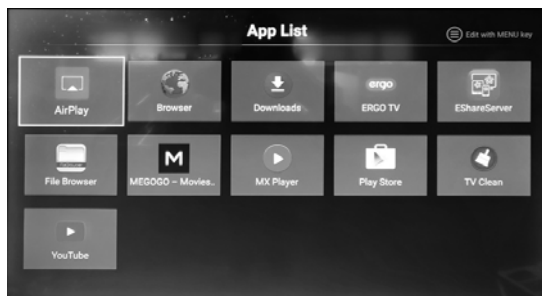 App List
Edit with MENU key
AirPlay
Browser
Downloads
ergo
ERGO TV
EShareServer
File Browser
M
MEGOGO – Movies..
MX Player
Play Store
TV Clean
YouTube